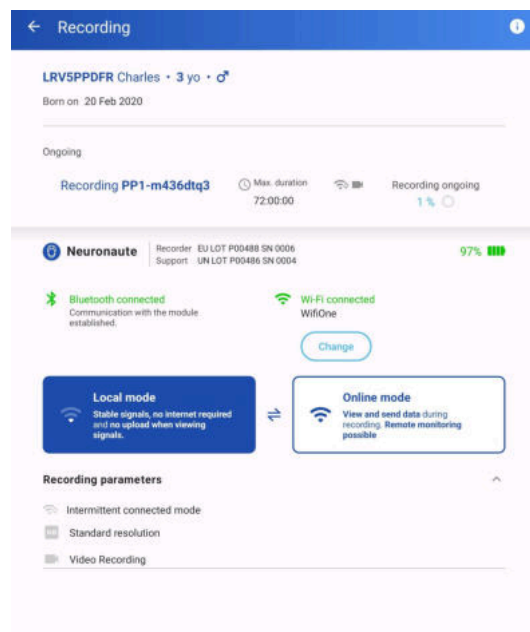 Recording
LRV5PPDFR Charles • 3 yo •
Born on 20 Feb 2020
Ongoing
Recording PP1-m436dtq3
Max. duration
72:00:00
Recording ongoing
1 %
Neuronaute
Recorder EU LOT P00488 SN 0006
Support UN LOT P00486 SN 0004
97%
Bluetooth connected
Communication with the module
established.
Wi-Fi connected
WifiOne
Change
Local mode
Stable signals, no internet required
and no upload when viewing
signals.
Online mode
View and send data during
recording. Remote monitoring
possible
Recording parameters
Intermittent connected mode
Standard resolution
Video Recording